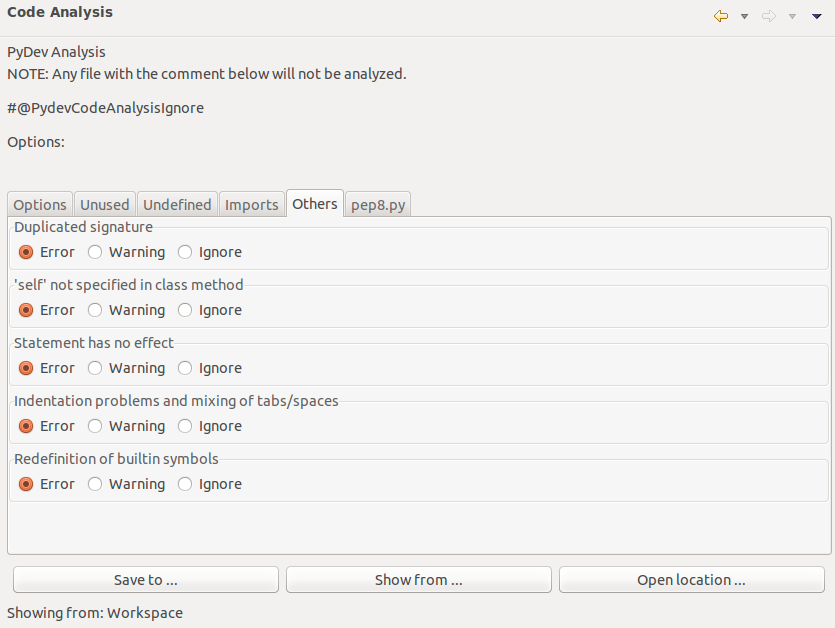 Code Analysis
PyDev Analysis
NOTE: Any file with the comment below will not be analyzed.
#@PydevCodeAnalysisIgnore
Options:
Options Unused Undefined Imports Others pep8.py
Duplicated signature
Error Warning Ignore
'self' not specified in class method
Error Warning Ignore
Statement has no effect
Error Warning Ignore
Indentation problems and mixing of tabs/spaces
Error Warning Ignore
Redefinition of builtin symbols
Error Warning Ignore
Save to ... Show from ... Open location ...
Showing from: Workspace